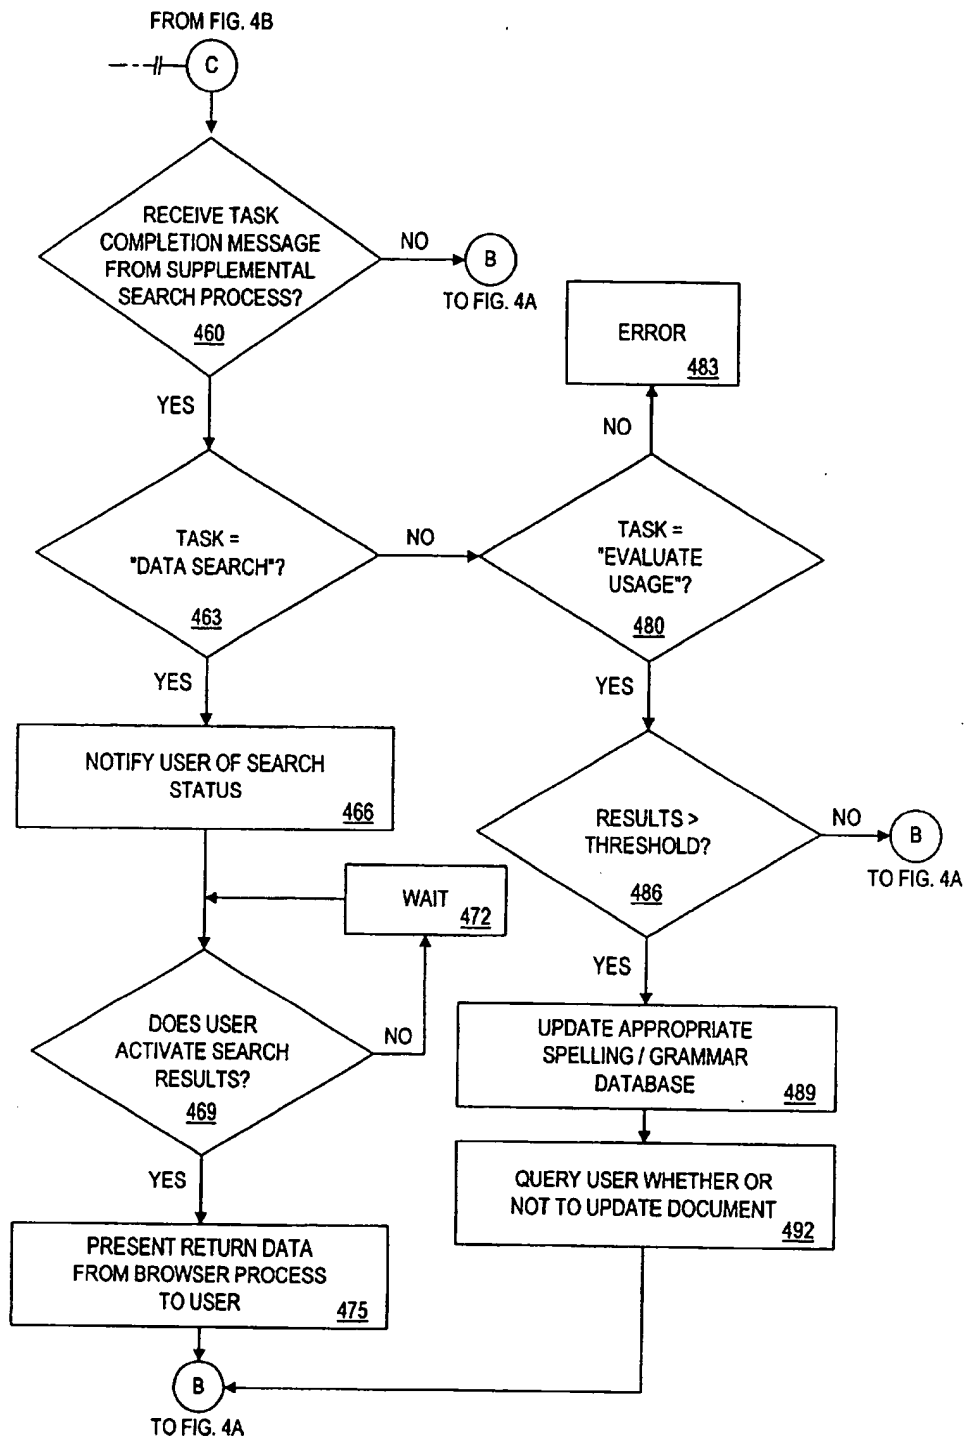 FROM FIG. 4B
C
RECEIVE TASK
COMPLETION MESSAGE
FROM SUPPLEMENTAL
SEARCH PROCESS?
460
NO
B
TO FIG. 4A
YES
ERROR
483
NO
TASK =
"DATA SEARCH"?
463
NO
TASK =
"EVALUATE
USAGE"?
480
YES
YES
NOTIFY USER OF SEARCH
STATUS
466
RESULTS >
THRESHOLD?
486
NO
B
TO FIG. 4A
WAIT
472
YES
DOES USER
ACTIVATE SEARCH
RESULTS?
469
NO
UPDATE APPROPRIATE
SPELLING / GRAMMAR
DATABASE
489
YES
QUERY USER WHETHER OR
NOT TO UPDATE DOCUMENT
492
PRESENT RETURN DATA
FROM BROWSER PROCESS
TO USER
475
B
TO FIG. 4A